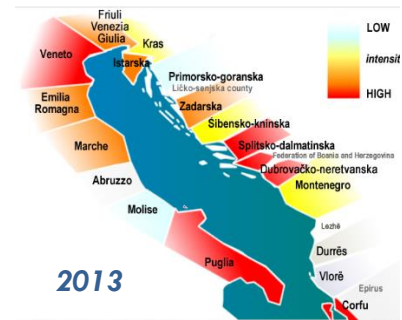 Friuli
Venezia
Giulia
Kras
Veneto
Istarska
LOW
intensit
HIGH
Primorsko-goranska
Ličko-senjska county
Emilia
Romagna
Zadarska
Šibensko-kninska
Marche
Splitsko-dalmatinska
Federation of Bosnia and Herzegovina
Dubrovačko-neretvanska
Abruzzo
Montenegro
Molise
Lezhë
Durrës
Puglia
Vlorë
2013
Epirus
Corfu